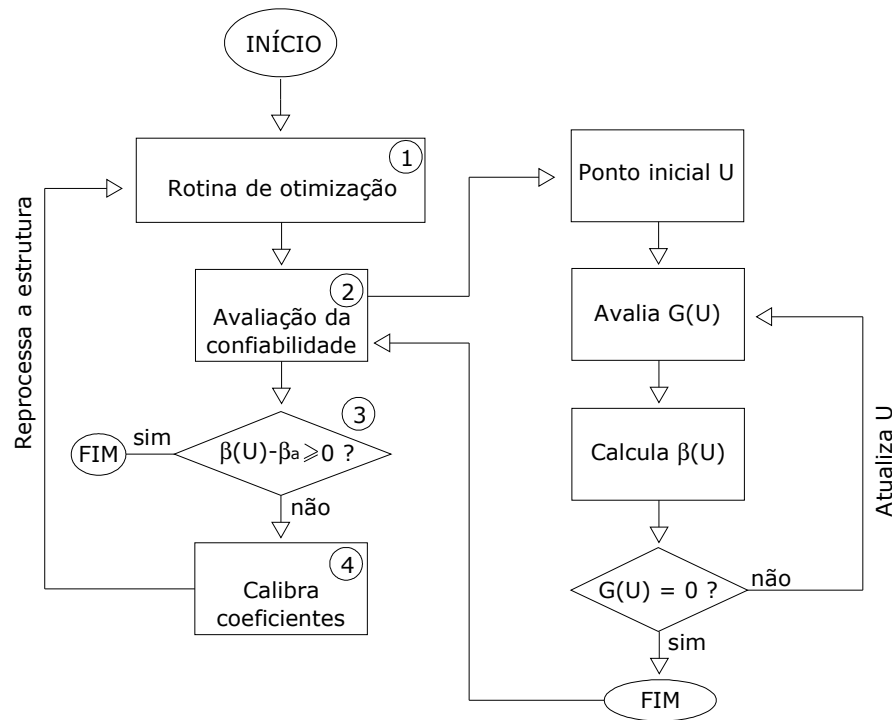 INÍCIO
1
Rotina de otimização
2
Avaliação da
confiabilidade
3
β(U)-βa⩾0 ?
sim
FIM
não
4
Calibra
coeficientes
Reprocessa a estrutura
Ponto inicial U
Avalia G(U)
Calcula β(U)
G(U) = 0 ?
não
sim
FIM
Atualiza U